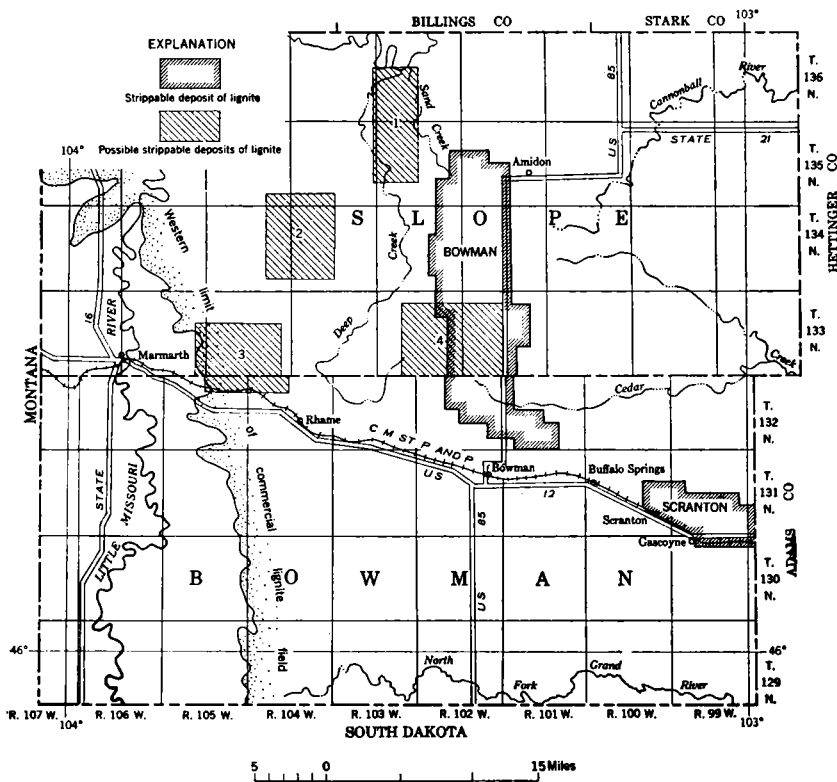 BILLINGS CO
STARK CO
103°
EXPLANATION
Strippable deposit of lignite
Possible strippable deposits of lignite
104°
Sand
Creek
1
US 85
Cannonball River
STATE 21
T.
136
N.
T.
135
N.
Amidon
HETTINGER CO
T.
134
N.
SLOPE
BOWMAN
2
Western limit of commercial lignite field
Deep Creek
16
RIVER
3
4
T.
133
N.
MONTANA
Marmarth
Creek
Cedar
Rhame
C M ST P AND P
US
T.
132
N.
Bowman
12
Buffalo Springs
SCRANTON
T.
131
N.
STATE
LITTLE MISSOURI
85
US
Scranton
Gascoyne
ADAMS CO
BOWMAN
T.
130
N.
46°
46°
North Fork Grand River
T.
129
N.
R. 107 W. R. 106 W. R. 105 W. R. 104 W. R. 103 W. R. 102 W. R. 101 W. R. 100 W. R. 99 W.
104°
103°
SOUTH DAKOTA
5 0 15 Miles